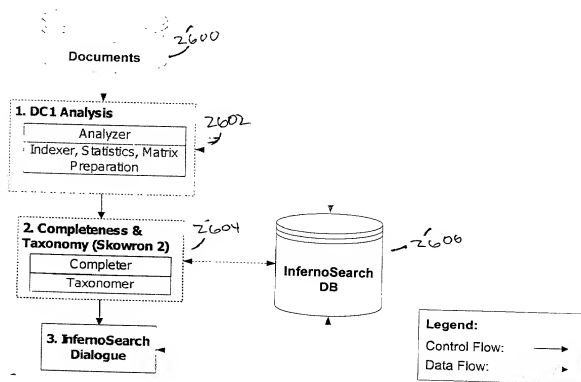 2600
Documents
1. DC1 Analysis
2602
Analyzer
Indexer, Statistics, Matrix
Preparation
2. Completeness &
Taxonomy (Skowron 2)
2604
Completer
Taxonomer
2606
InfernoSearch
DB
3. InfernoSearch
Dialogue
Legend:
Control Flow:
Data Flow: